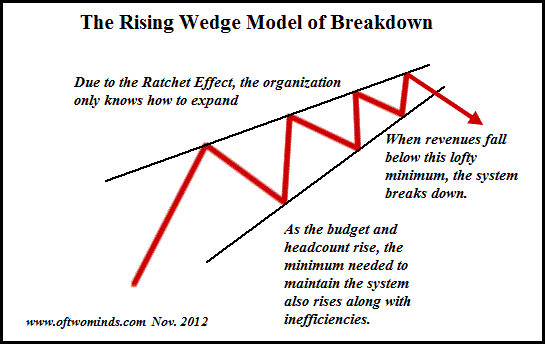 The Rising Wedge Model of Breakdown
Due to the Ratchet Effect, the organization
only knows how to expand
When revenues fall
below this lofty
minimum, the system
breaks down.
As the budget and
headcount rise, the
minimum needed to
maintain the system
also rises along with
inefficiencies.
www.oftwominds.com Nov. 2012